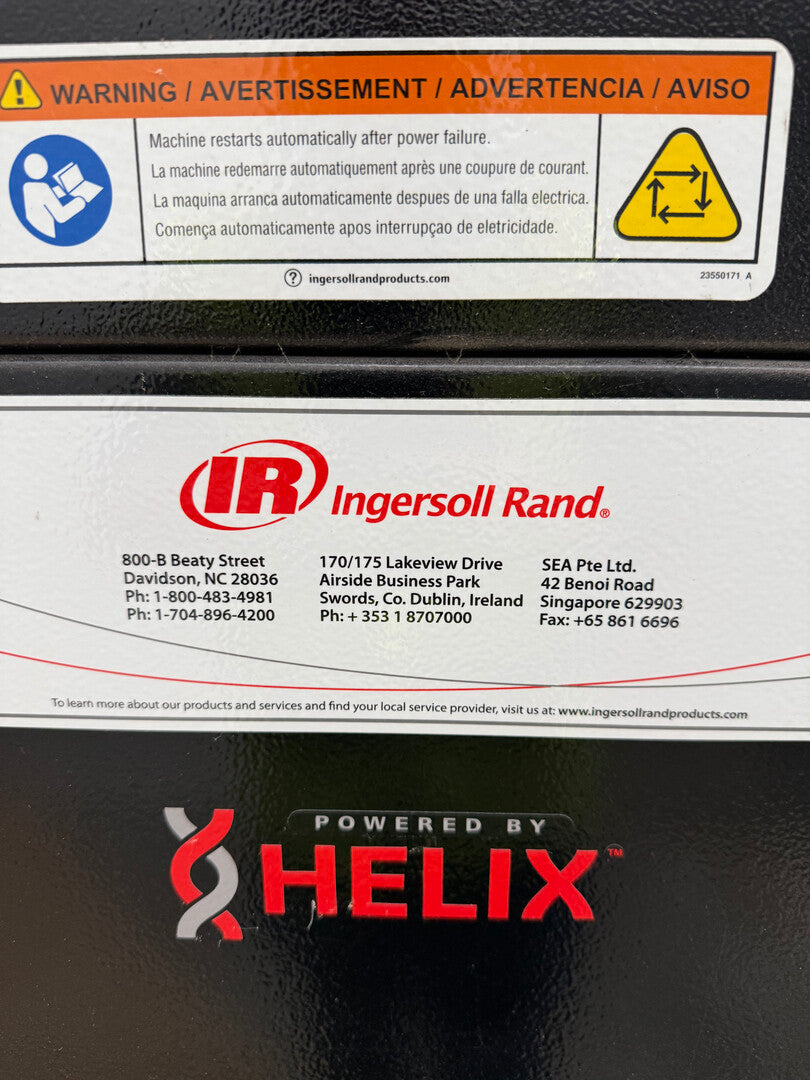 WARNING / AVERTISSEMENT / ADVERTENCIA / AVISO
Machine restarts automatically after power failure.
La machine redemarre automatiquement après une coupure de courant.
La maquina arranca automaticamente despues de una falla electrica.
Começa automaticamente apos interrupçao de eletricidade.
? ingersollrandproducts.com
23550171 A
IR Ingersoll Rand®
800-B Beaty Street
Davidson, NC 28036
Ph: 1-800-483-4981
Ph: 1-704-896-4200
170/175 Lakeview Drive
Airside Business Park
Swords, Co. Dublin, Ireland
Ph: + 353 1 8707000
SEA Pte Ltd.
42 Benoi Road
Singapore 629903
Fax: +65 861 6696
To learn more about our products and services and find your local service provider, visit us at: www.ingersollrandproducts.com
POWERED BY
HELIX™